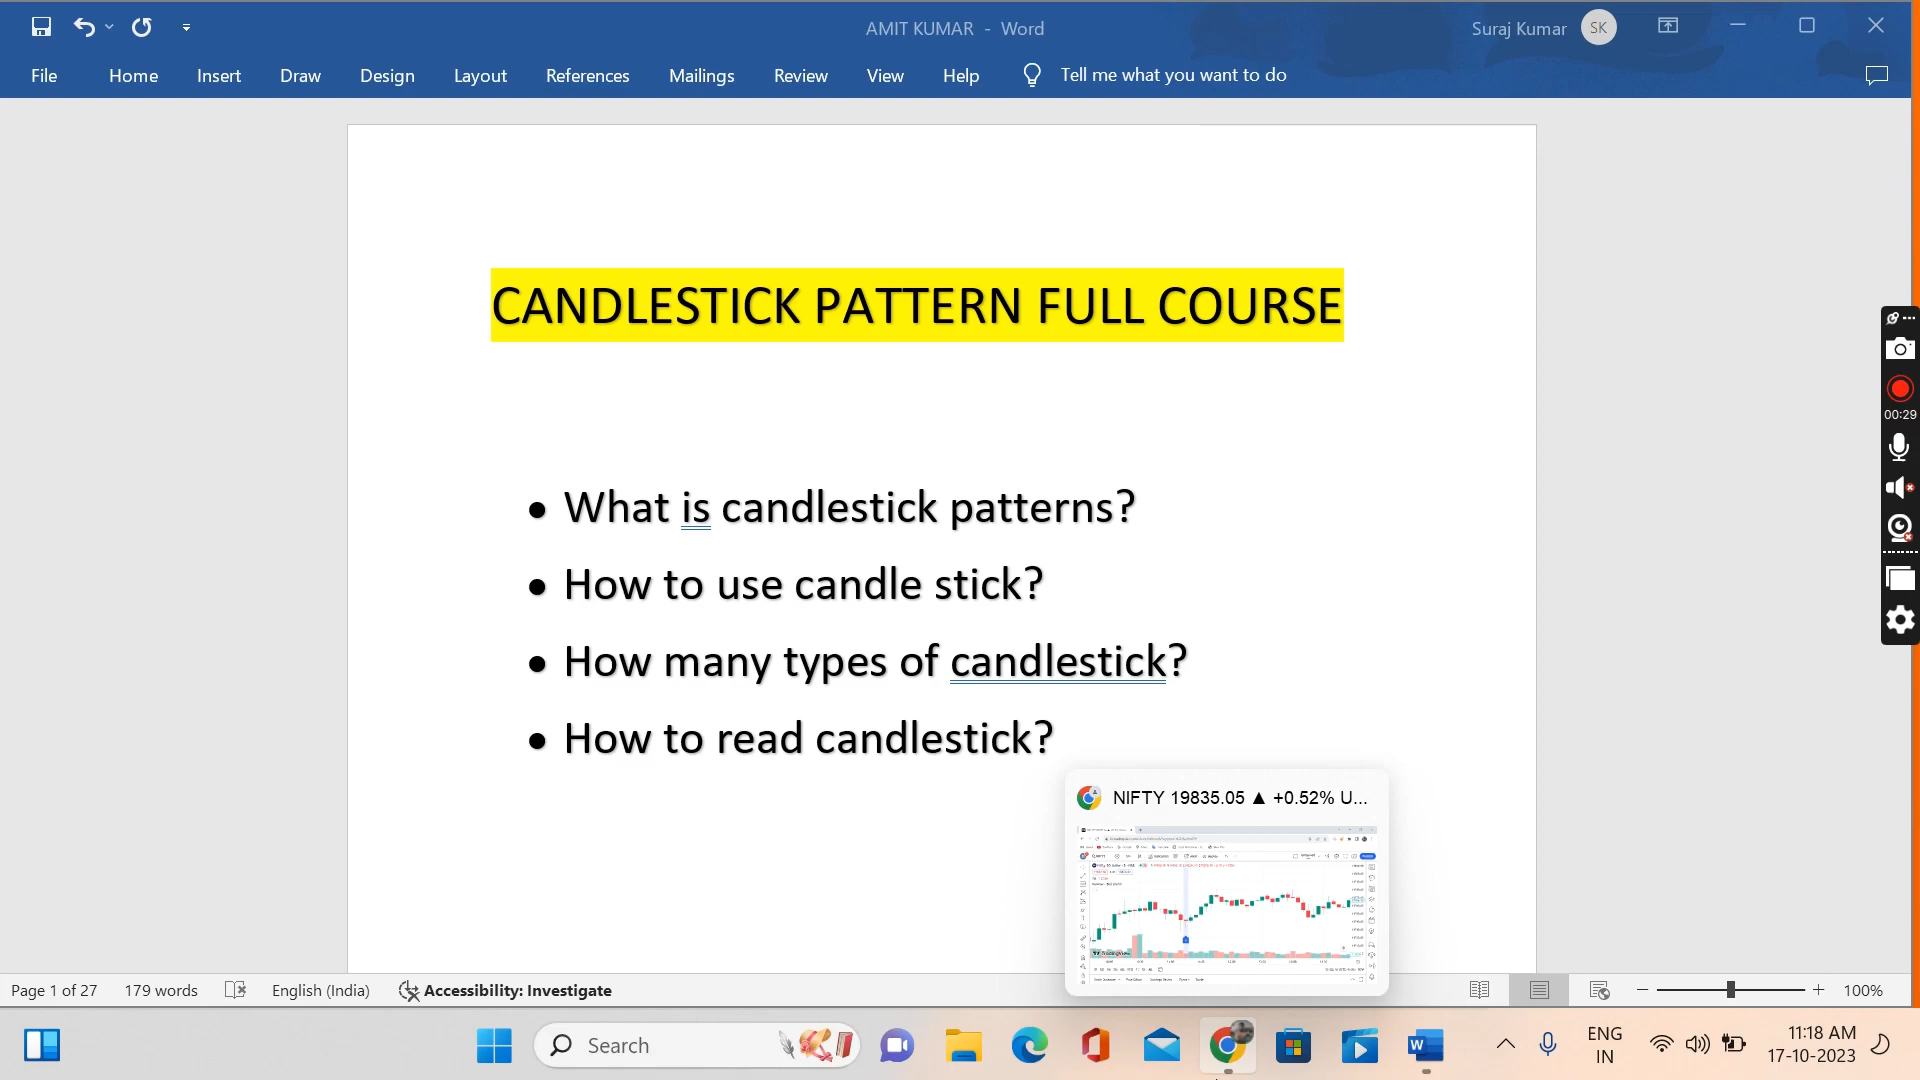 AMIT KUMAR - Word
Suraj Kumar SK
File Home Insert Draw Design Layout References Mailings Review View Help Tell me what you want to do
CANDLESTICK PATTERN FULL COURSE
00:29
• What is candlestick patterns?
• How to use candle stick?
• How many types of candlestick?
• How to read candlestick?
NIFTY 19835.05 ▲ +0.52% U...
TradingView
Page 1 of 27 179 words English (India) Accessibility: Investigate 100%
Search
ENG
IN
11:18 AM
17-10-2023